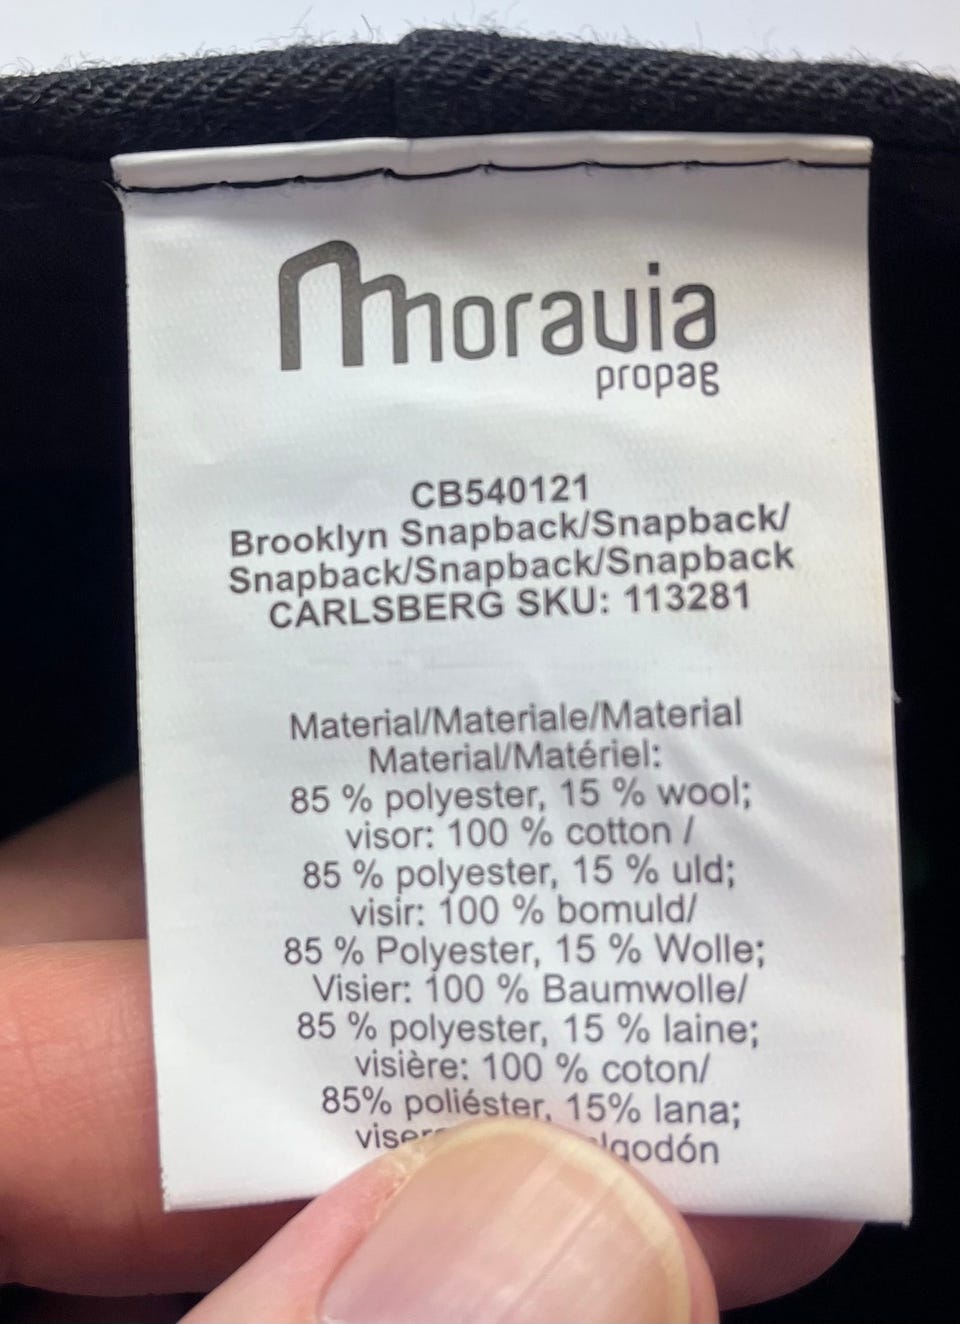 moravia
propag
CB540121
Brooklyn Snapback/Snapback/
Snapback/Snapback/Snapback
CARLSBERG SKU: 113281
Material/Materiale/Material
Material/Matériel:
85 % polyester, 15 % wool;
visor: 100 % cotton /
85 % polyester, 15 % uld;
visir: 100 % bomuld/
85 % Polyester, 15 % Wolle;
Visier: 100 % Baumwolle/
85 % polyester, 15 % laine;
visière: 100 % coton/
85% poliéster, 15% lana;